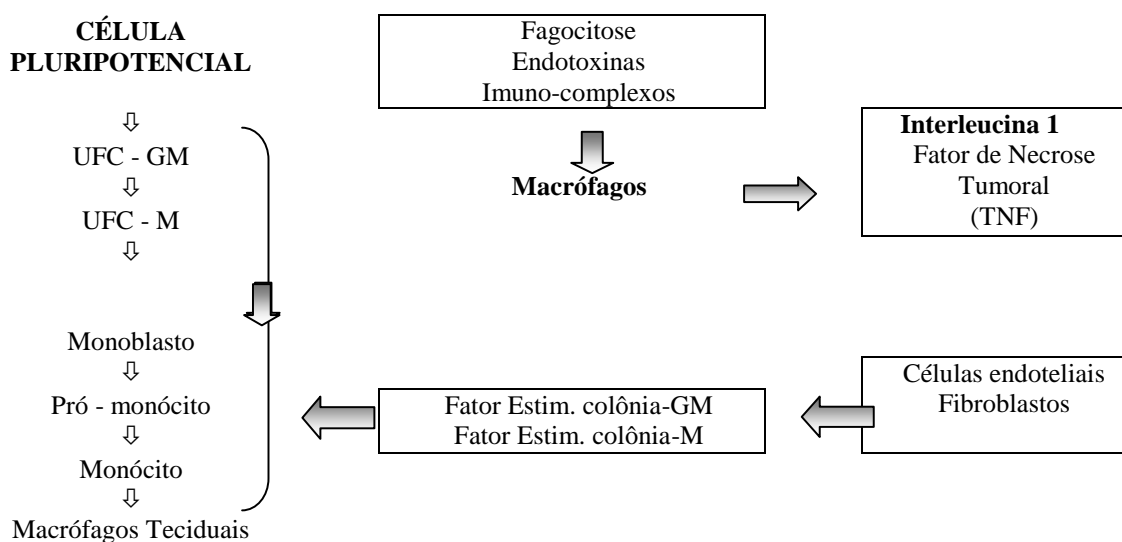 CÉLULA
PLURIPOTENCIAL
⇩
UFC - GM
⇩
UFC - M
⇩
Monoblasto
⇩
Pró - monócito
⇩
Monócito
⇩
Macrófagos Teciduais
Fagocitose
Endotoxinas
Imuno-complexos
Macrófagos
Interleucina 1
Fator de Necrose
Tumoral
(TNF)
Células endoteliais
Fibroblastos
Fator Estim. colônia-GM
Fator Estim. colônia-M